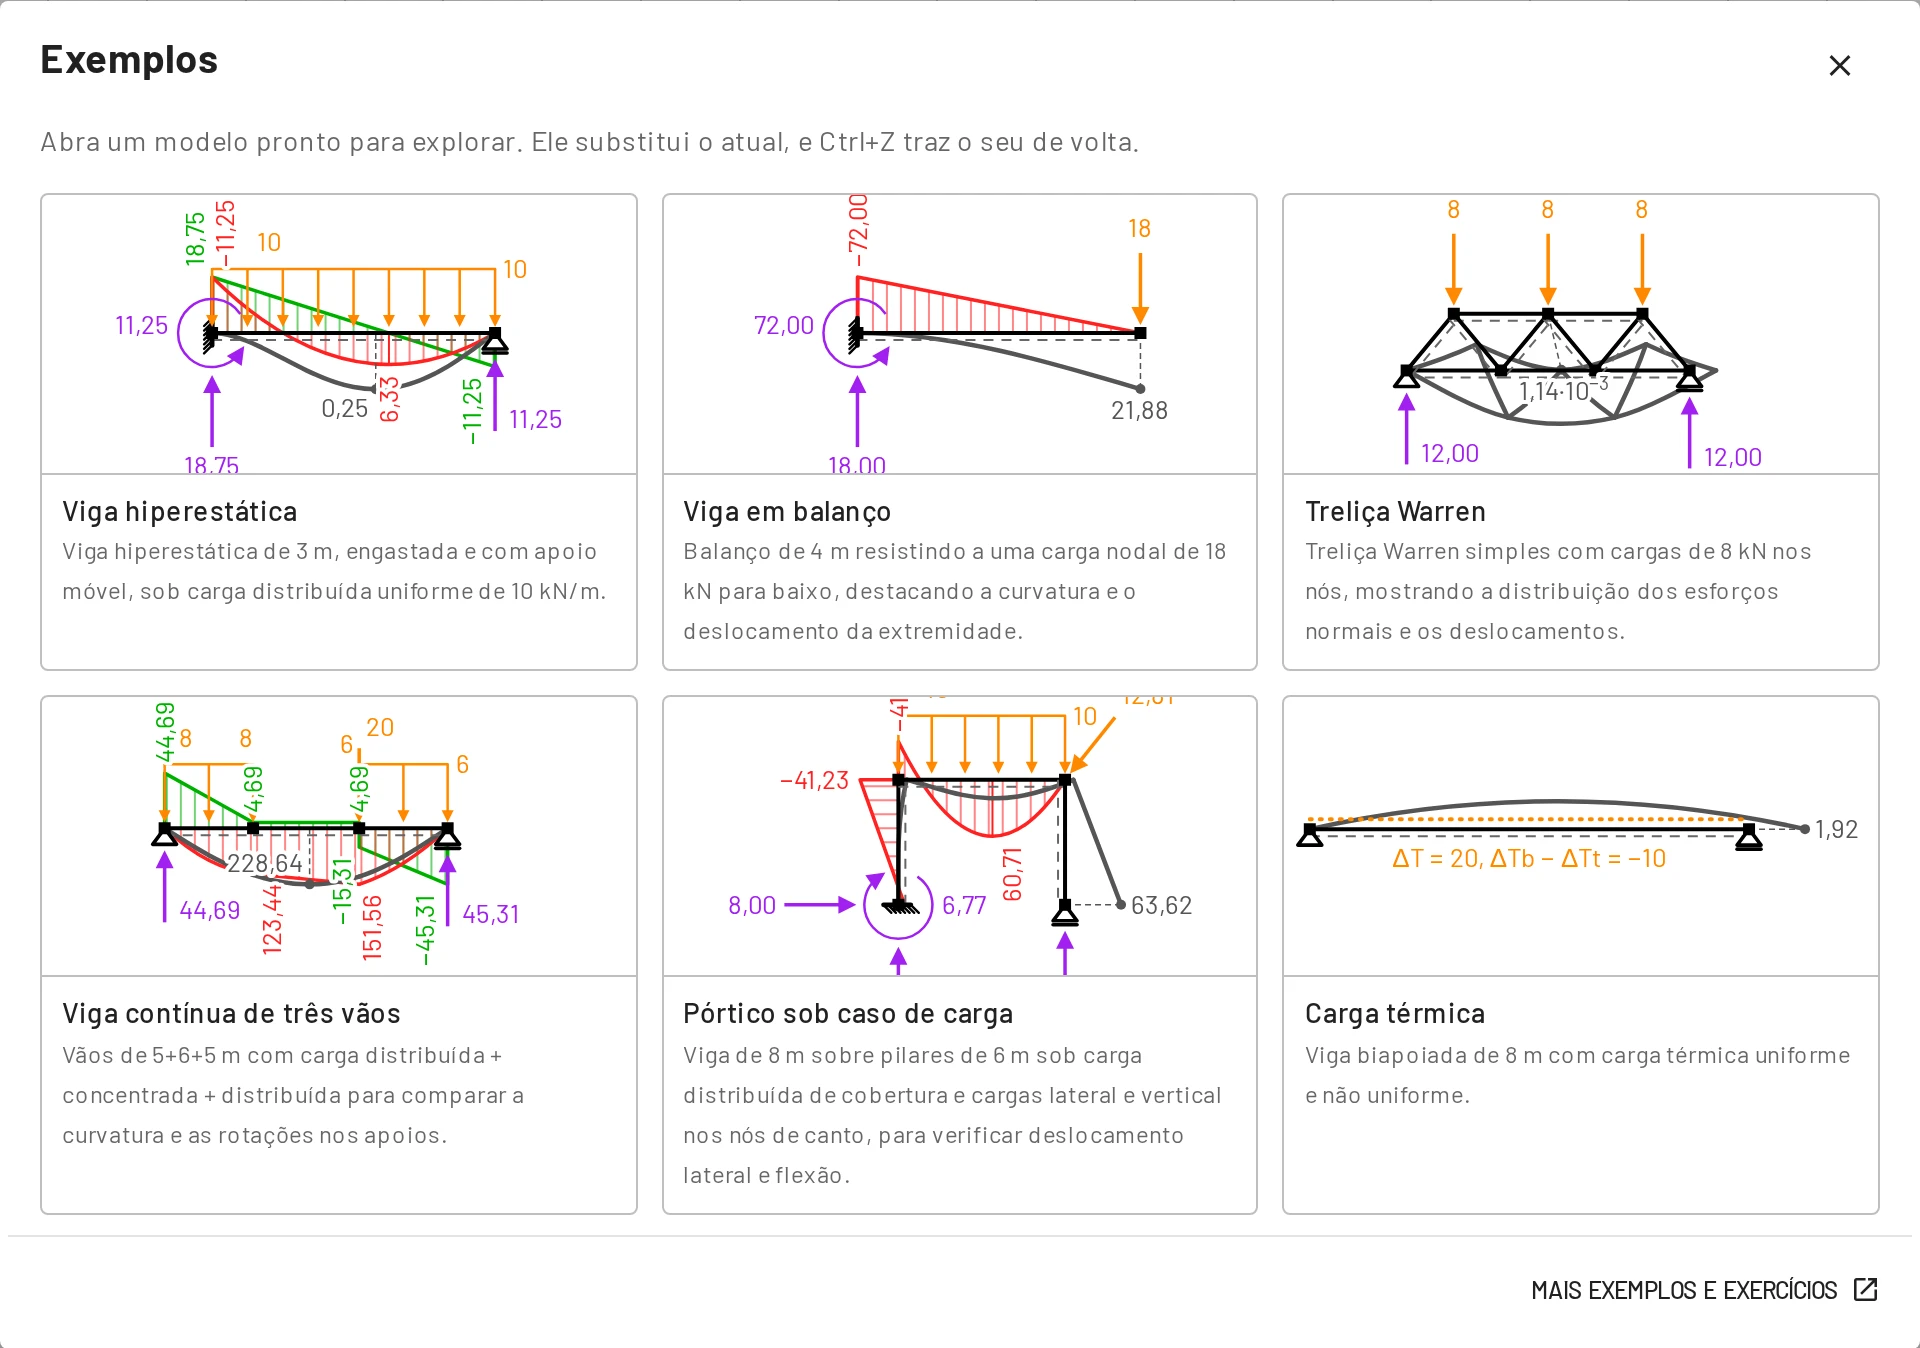 Exemplos
Abra um modelo pronto para explorar. Ele substitui o atual, e Ctrl+Z traz o seu de volta.
18,75
−11,25
10
10
11,25
0,25
6,33
−11,25
11,25
18,75
Viga hiperestática
Viga hiperestática de 3 m, engastada e com apoio
móvel, sob carga distribuída uniforme de 10 kN/m.
−72,00
18
72,00
21,88
18,00
Viga em balanço
Balanço de 4 m resistindo a uma carga nodal de 18
kN para baixo, destacando a curvatura e o
deslocamento da extremidade.
8
8
8
1,14·10⁻³
12,00
12,00
Treliça Warren
Treliça Warren simples com cargas de 8 kN nos
nós, mostrando a distribuição dos esforços
normais e os deslocamentos.
44,69
8
8
6
20
6
4,69
4,69
228,64
44,69
123,44
−15,31
151,56
−45,31
45,31
Viga contínua de três vãos
Vãos de 5+6+5 m com carga distribuída +
concentrada + distribuída para comparar a
curvatura e as rotações nos apoios.
−41
10
−41,23
60,71
8,00
6,77
63,62
Pórtico sob caso de carga
Viga de 8 m sobre pilares de 6 m sob carga
distribuída de cobertura e cargas lateral e vertical
nos nós de canto, para verificar deslocamento
lateral e flexão.
1,92
ΔT = 20, ΔTb − ΔTt = −10
Carga térmica
Viga biapoiada de 8 m com carga térmica uniforme
e não uniforme.
MAIS EXEMPLOS E EXERCÍCIOS